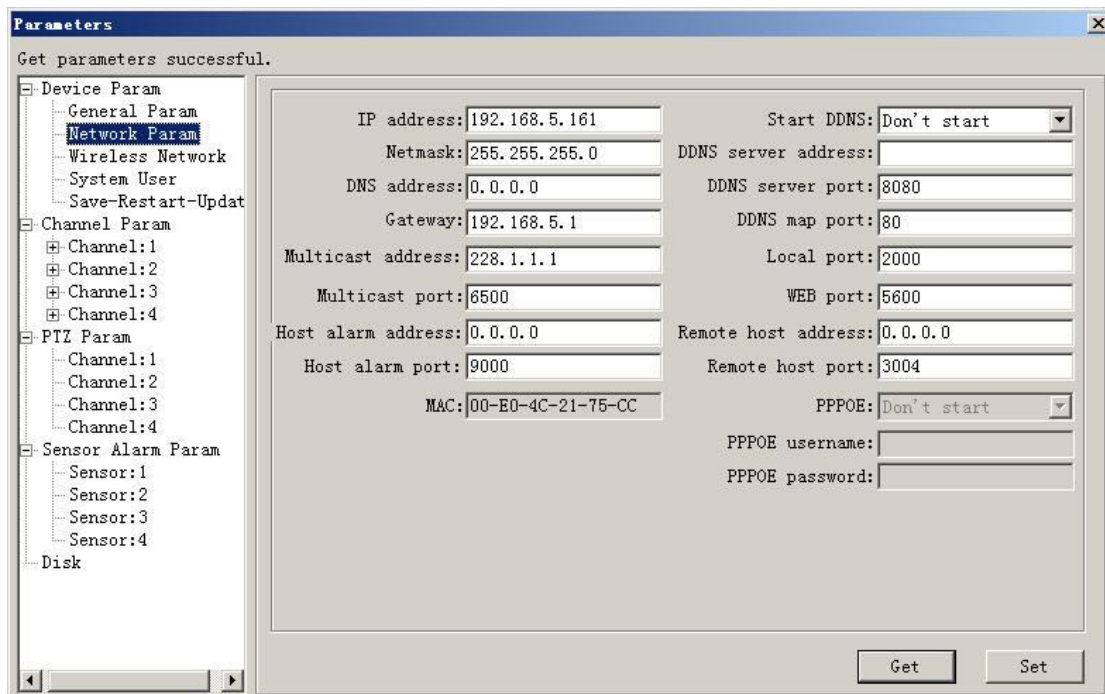 Parameters
Get parameters successful.
Device Param
General Param
Network Param
Wireless Network
System User
Save-Restart-Updat
Channel Param
Channel:1
Channel:2
Channel:3
Channel:4
PTZ Param
Channel:1
Channel:2
Channel:3
Channel:4
Sensor Alarm Param
Sensor:1
Sensor:2
Sensor:3
Sensor:4
Disk
IP address: 192.168.5.161
Netmask: 255.255.255.0
DNS address: 0.0.0.0
Gateway: 192.168.5.1
Multicast address: 228.1.1.1
Multicast port: 6500
Host alarm address: 0.0.0.0
Host alarm port: 9000
MAC: 00-E0-4C-21-75-CC
Start DDNS: Don't start
DDNS server address:
DDNS server port: 8080
DDNS map port: 80
Local port: 2000
WEB port: 5600
Remote host address: 0.0.0.0
Remote host port: 3004
PPPOE: Don't start
PPPOE username:
PPPOE password:
Get
Set